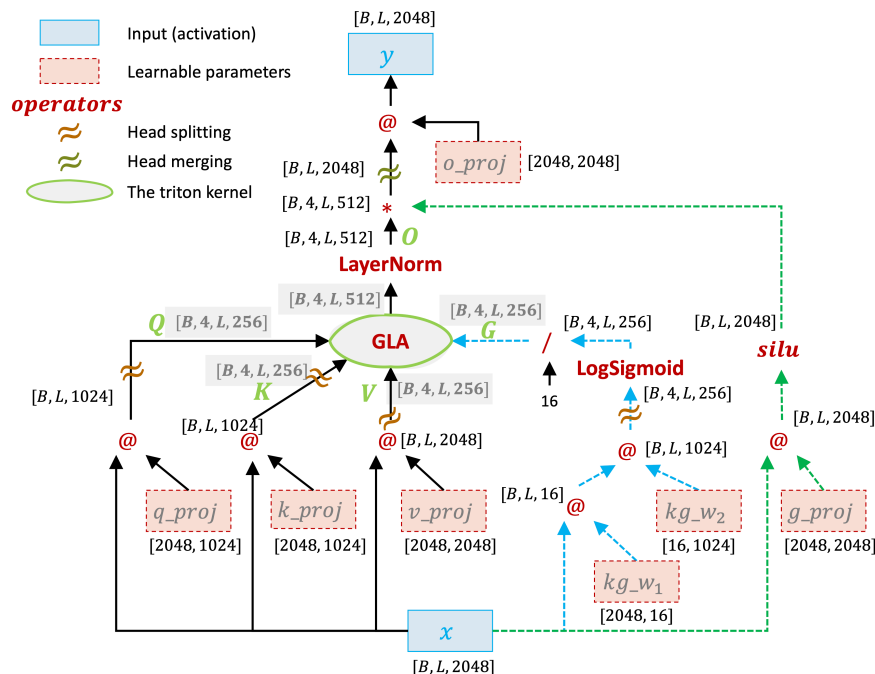 [B, L, 2048]
Input (activation)
y
Learnable parameters
operators
@
Head splitting
o_proj
[2048, 2048]
Head merging
[B, L, 2048]
The triton kernel
[B, 4, L, 512]
*
[B, 4, L, 512]
O
LayerNorm
[B, 4, L, 512]
Q
[B, 4, L, 256]
[B, 4, L, 256]
G
[B, 4, L, 256]
[B, L, 2048]
GLA
/
silu
LogSigmoid
[B, 4, L, 256]
K
V
[B, 4, L, 256]
16
[B, 4, L, 256]
[B, L, 1024]
[B, L, 1024]
[B, L, 2048]
@
@
@
[B, L, 2048]
@
[B, L, 1024]
@
[B, L, 16]
@
q_proj
k_proj
v_proj
kg_w2
g_proj
[2048, 1024]
[2048, 1024]
[2048, 2048]
[16, 1024]
[2048, 2048]
kg_w1
[2048, 16]
x
[B, L, 2048]